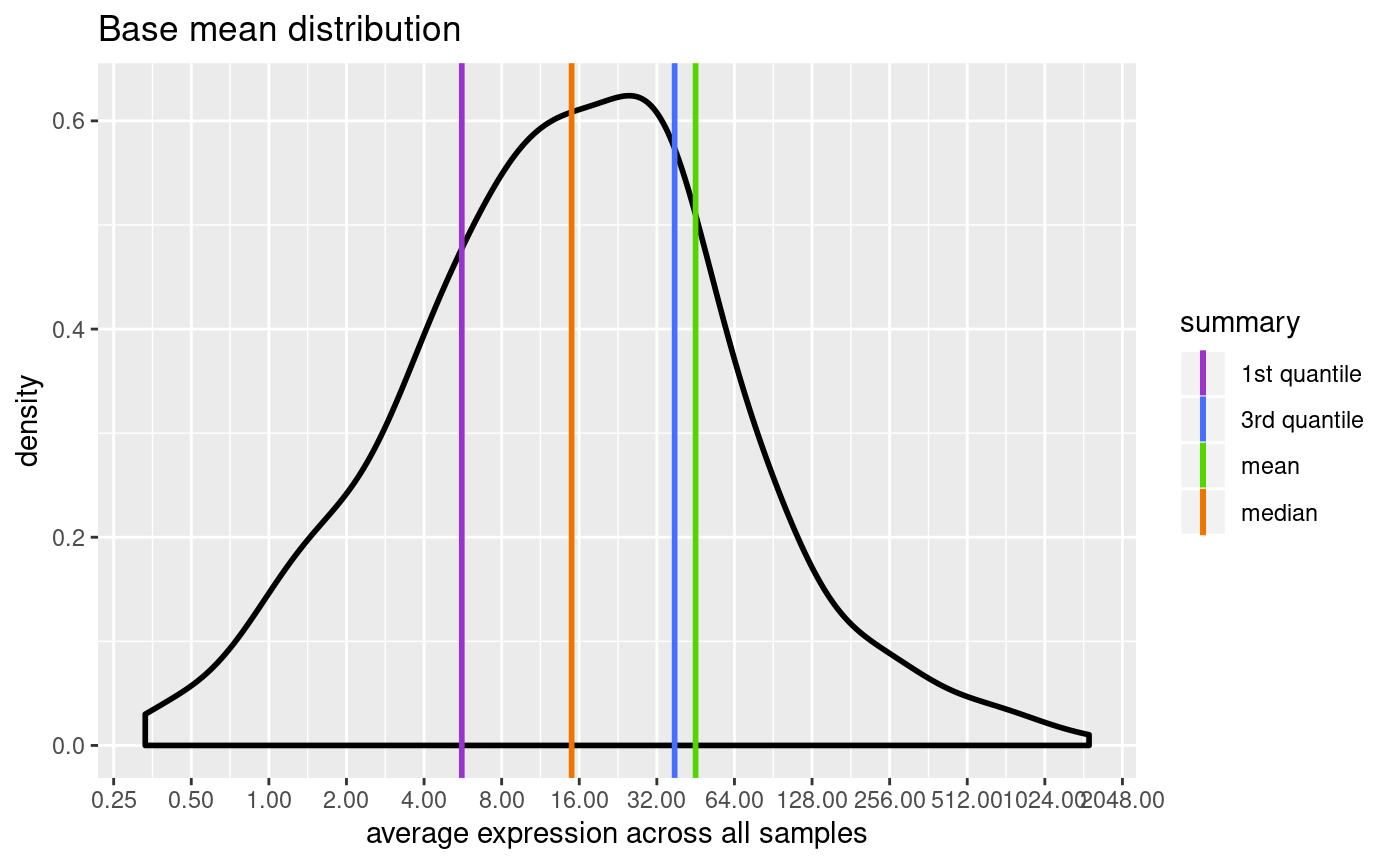 Base mean distribution
0.6
0.4
0.2
0.0
density
0.25 0.50 1.00 2.00 4.00 8.00 16.00 32.00 64.00 128.00 256.00 512.00 1024.00 2048.00
average expression across all samples
summary
1st quantile
3rd quantile
mean
median